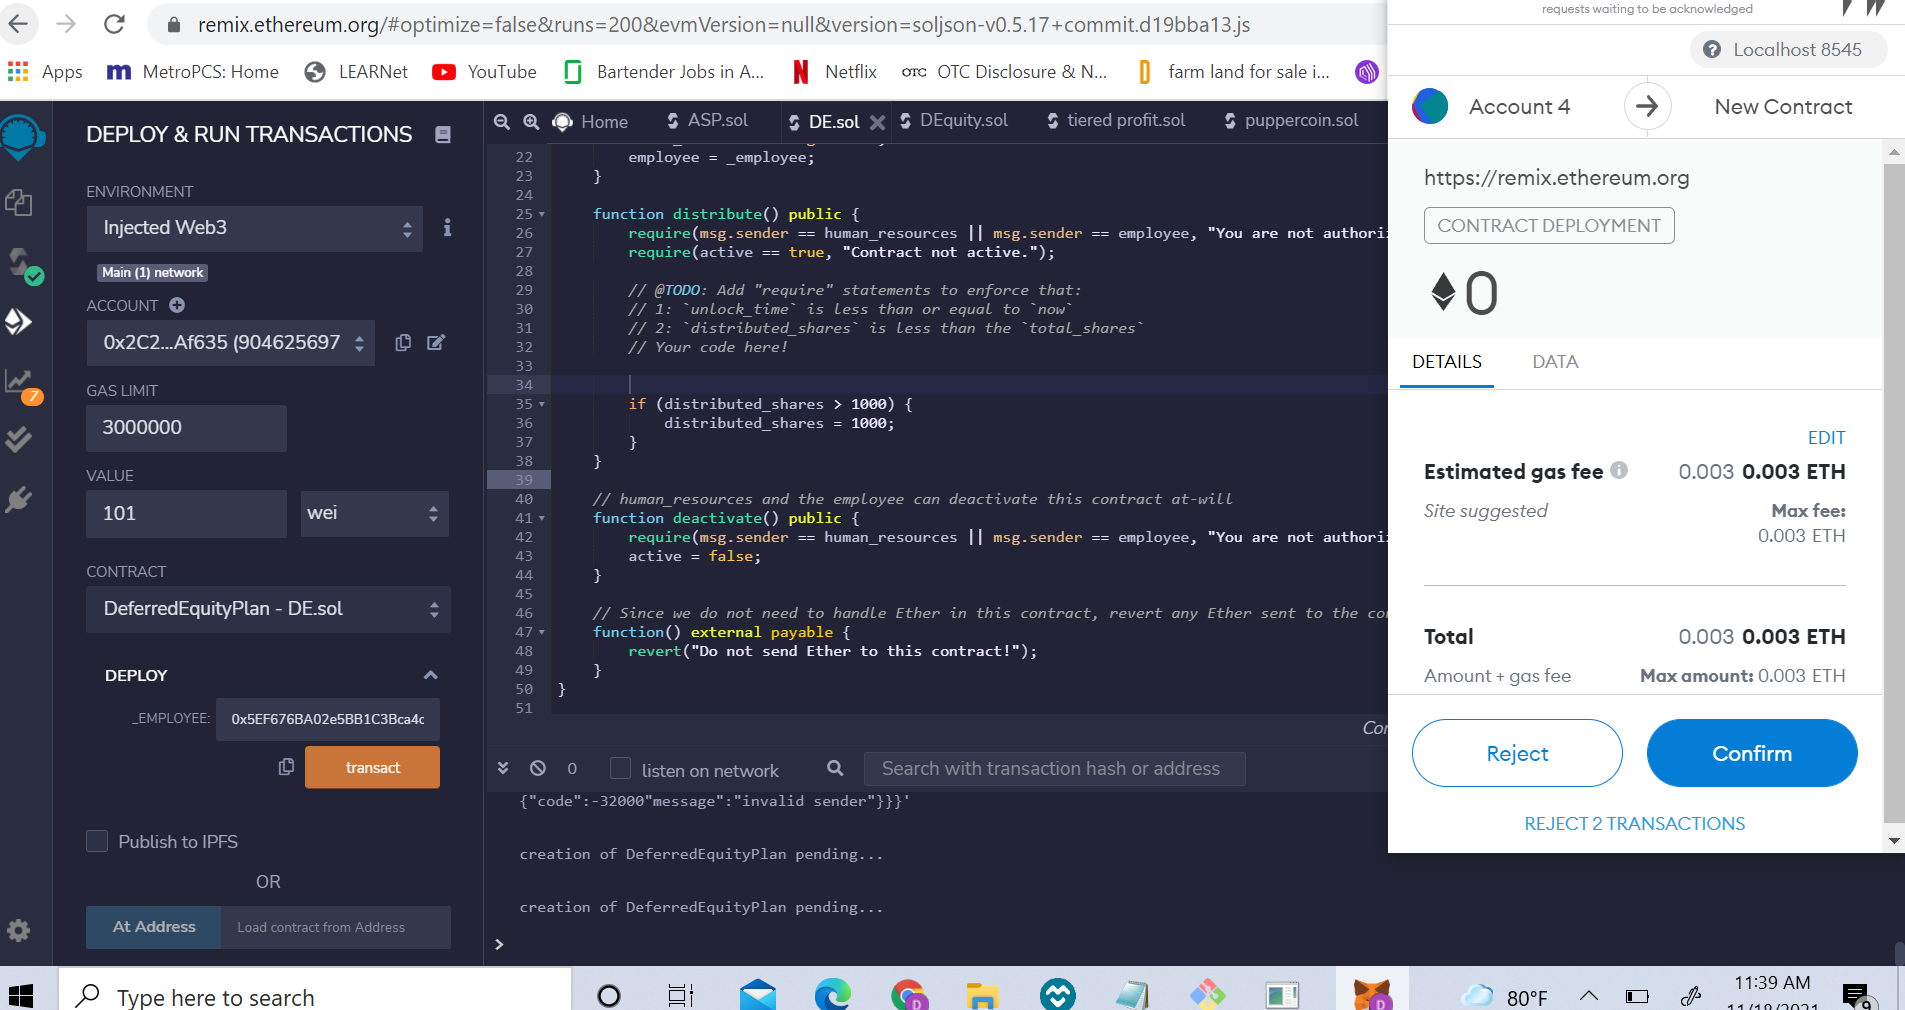 remix.ethereum.org/#optimize=false&runs=200&evmVersion=null&version=soljson-v0.5.17+commit.d19bba13.js
Apps MetroPCS: Home LEARNet YouTube Bartender Jobs in A... N Netflix OTC OTC Disclosure & N... D farm land for sale i...
DEPLOY & RUN TRANSACTIONS
ENVIRONMENT
Injected Web3
i
Main (1) network
ACCOUNT
0x2C2...Af635 (904625697
GAS LIMIT
3000000
VALUE
101
wei
CONTRACT
DeferredEquityPlan - DE.sol
DEPLOY
_EMPLOYEE: 0x5EF676BA02e5BB1C3Bca4c
transact
Publish to IPFS
OR
At Address Load contract from Address
7
Home ASP.sol DE.sol DEquity.sol tiered profit.sol puppercoin.sol
22 employee = _employee;
23 }
24
25 function distribute() public {
26 require(msg.sender == human_resources || msg.sender == employee, "You are not authori
27 require(active == true, "Contract not active.");
28
29 // @TODO: Add "require" statements to enforce that:
30 // 1: `unlock_time` is less than or equal to `now`
31 // 2: `distributed_shares` is less than the `total_shares`
32 // Your code here!
33
34
35 if (distributed_shares > 1000) {
36 distributed_shares = 1000;
37 }
38 }
39
40 // human_resources and the employee can deactivate this contract at-will
41 function deactivate() public {
42 require(msg.sender == human_resources || msg.sender == employee, "You are not authori
43 active = false;
44 }
45
46 // Since we do not need to handle Ether in this contract, revert any Ether sent to the co
47 function() external payable {
48 revert("Do not send Ether to this contract!");
49 }
50 }
51
0 listen on network Search with transaction hash or address
{"code":-32000"message":"invalid sender"}}}'
creation of DeferredEquityPlan pending...
creation of DeferredEquityPlan pending...
>
requests waiting to be acknowledged
Localhost 8545
Account 4 New Contract
https://remix.ethereum.org
CONTRACT DEPLOYMENT
0
DETAILS DATA
EDIT
Estimated gas fee 0.003 0.003 ETH
Site suggested Max fee:
0.003 ETH
Total 0.003 0.003 ETH
Amount + gas fee Max amount: 0.003 ETH
Reject Confirm
REJECT 2 TRANSACTIONS
Type here to search
80°F
11:39 AM
11/18/2021
9